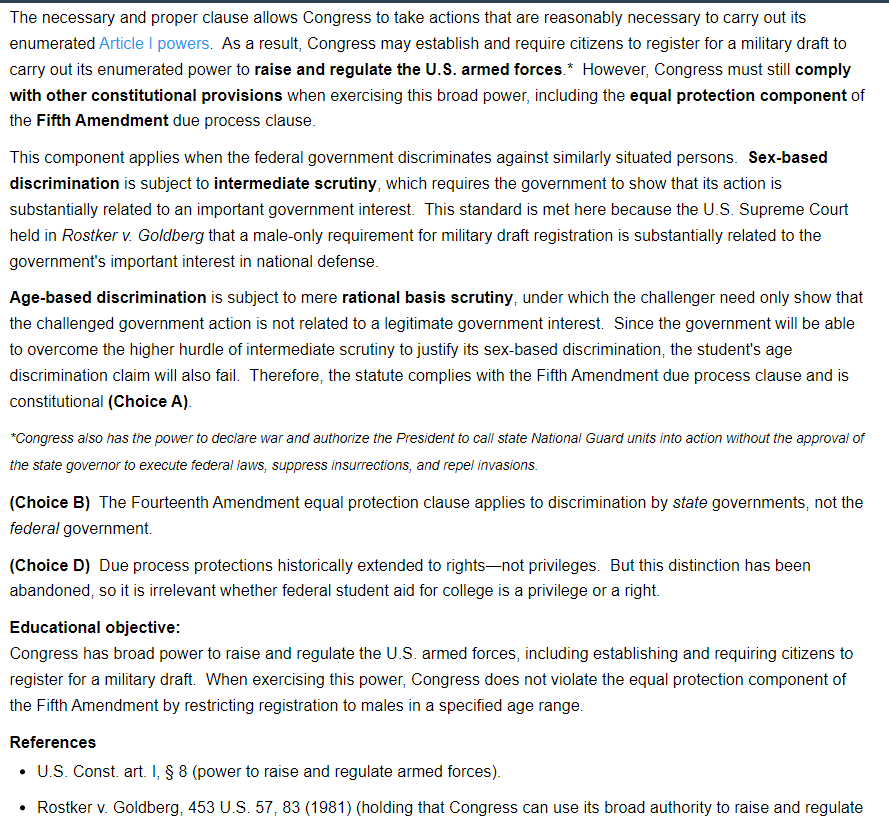 The necessary and proper clause allows Congress to take actions that are reasonably necessary to carry out its
enumerated Article I powers.  As a result, Congress may establish and require citizens to register for a military draft to
carry out its enumerated power to raise and regulate the U.S. armed forces.*  However, Congress must still comply
with other constitutional provisions when exercising this broad power, including the equal protection component of
the Fifth Amendment due process clause.
This component applies when the federal government discriminates against similarly situated persons.  Sex-based
discrimination is subject to intermediate scrutiny, which requires the government to show that its action is
substantially related to an important government interest.  This standard is met here because the U.S. Supreme Court
held in Rostker v. Goldberg that a male-only requirement for military draft registration is substantially related to the
government's important interest in national defense.
Age-based discrimination is subject to mere rational basis scrutiny, under which the challenger need only show that
the challenged government action is not related to a legitimate government interest.  Since the government will be able
to overcome the higher hurdle of intermediate scrutiny to justify its sex-based discrimination, the student's age
discrimination claim will also fail.  Therefore, the statute complies with the Fifth Amendment due process clause and is
constitutional (Choice A).
*Congress also has the power to declare war and authorize the President to call state National Guard units into action without the approval of
the state governor to execute federal laws, suppress insurrections, and repel invasions.
(Choice B)  The Fourteenth Amendment equal protection clause applies to discrimination by state governments, not the
federal government.
(Choice D)  Due process protections historically extended to rights—not privileges.  But this distinction has been
abandoned, so it is irrelevant whether federal student aid for college is a privilege or a right.
Educational objective:
Congress has broad power to raise and regulate the U.S. armed forces, including establishing and requiring citizens to
register for a military draft.  When exercising this power, Congress does not violate the equal protection component of
the Fifth Amendment by restricting registration to males in a specified age range.
References
• U.S. Const. art. I, § 8 (power to raise and regulate armed forces).
• Rostker v. Goldberg, 453 U.S. 57, 83 (1981) (holding that Congress can use its broad authority to raise and regulate